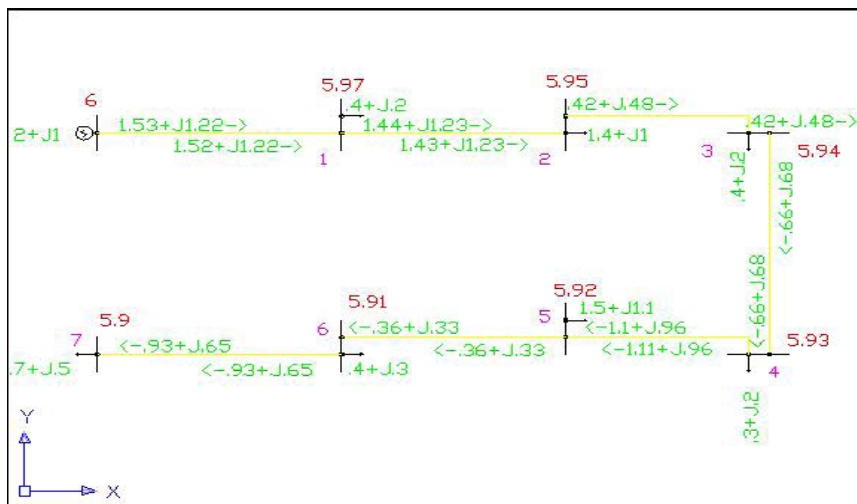 6
5.97
5.95
.4+J.2
.42+J.48->
2+J1
1.53+J1.22->
1.44+J1.23->
.42+J.48->
1.52+J1.22->
1.43+J1.23->
1.4+J1
1
2
3
5.94
.4+J.2
<-.66+J.68
<-.66+J.68
5.9
5.91
5.92
5.93
7
6
5
4
1.5+J1.1
<-.93+J.65
<-.36+J.33
<-1.1+J.96
.7+J.5
<-.93+J.65
.4+J.3
<-.36+J.33
<-1.11+J.96
.3+J.2
Y
X